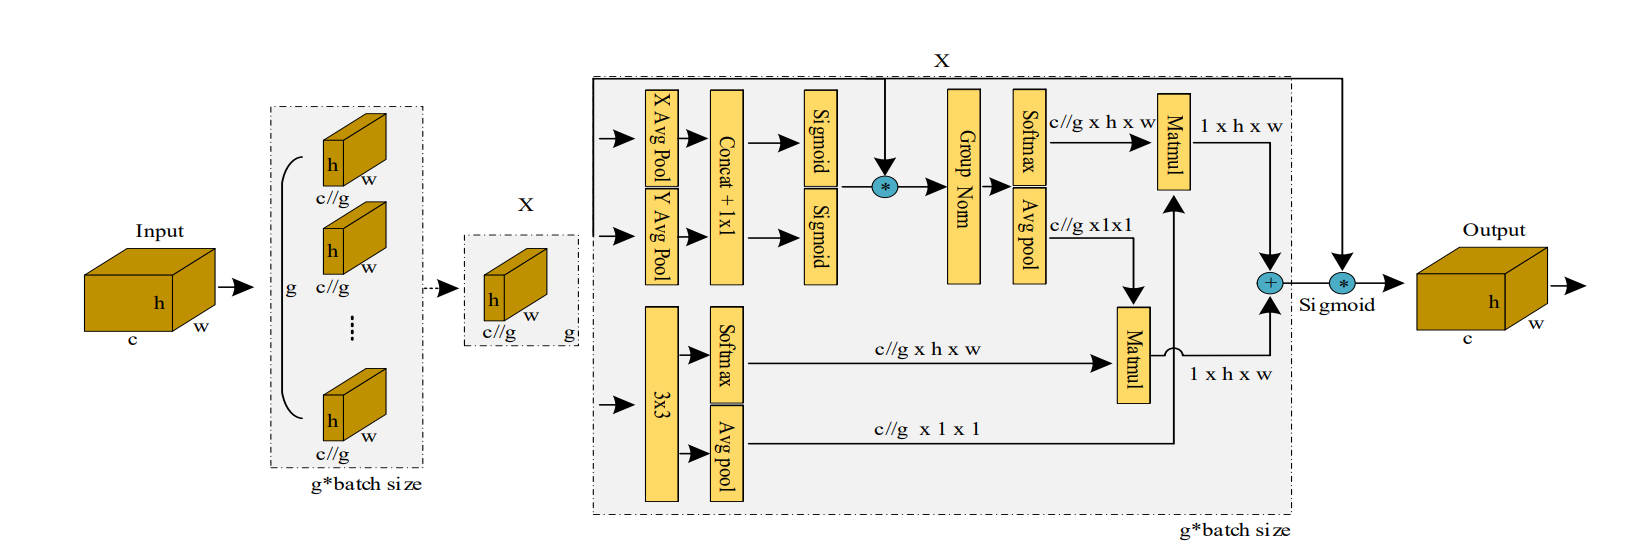 Input
h
w
c
g
h
w
c//g
h
w
c//g
h
w
c//g
g*batch size
X
h
w
c//g
g
X
X Avg Pool
Y Avg Pool
Concat + 1x1
Sigmoid
Sigmoid
*
Group Norm
Softmax
Avg pool
c//g x h x w
c//g x1x1
Matmul
1 x h x w
3x3
Softmax
Avg pool
c//g x h x w
c//g x 1 x 1
Matmul
1 x h x w
+
Sigmoid
*
g*batch size
Output
h
w
c